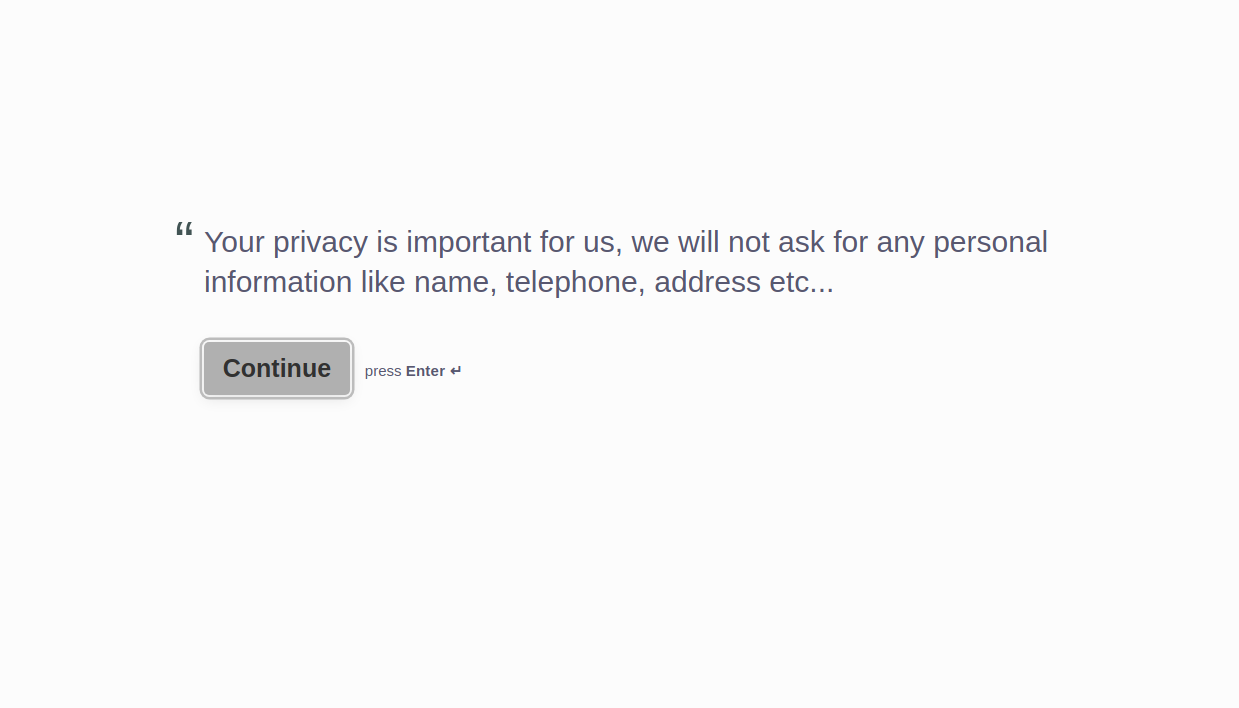 “ Your privacy is important for us, we will not ask for any personal
information like name, telephone, address etc...
Continue press Enter ↵